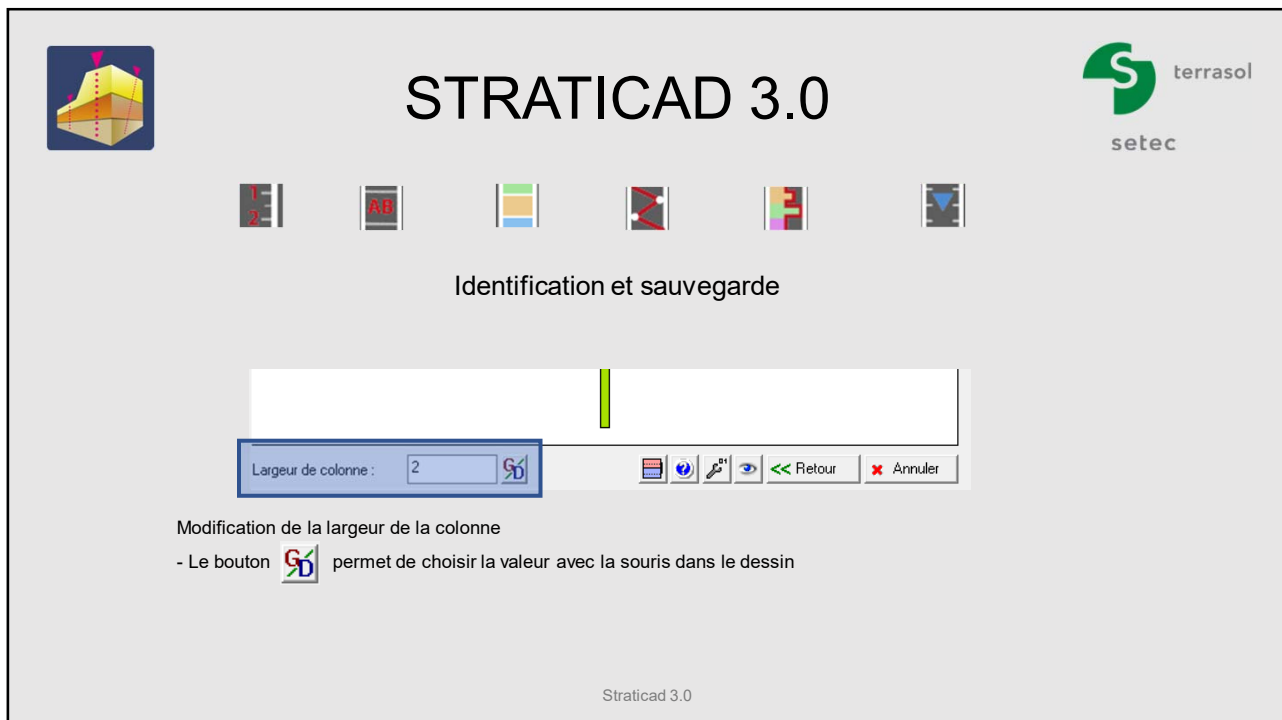 STRATICAD 3.0
S terrasol
setec
1
2
AB
Identification et sauvegarde
Largeur de colonne : 2 G/D << Retour Annuler
Modification de la largeur de la colonne
- Le bouton G/D permet de choisir la valeur avec la souris dans le dessin
Straticad 3.0